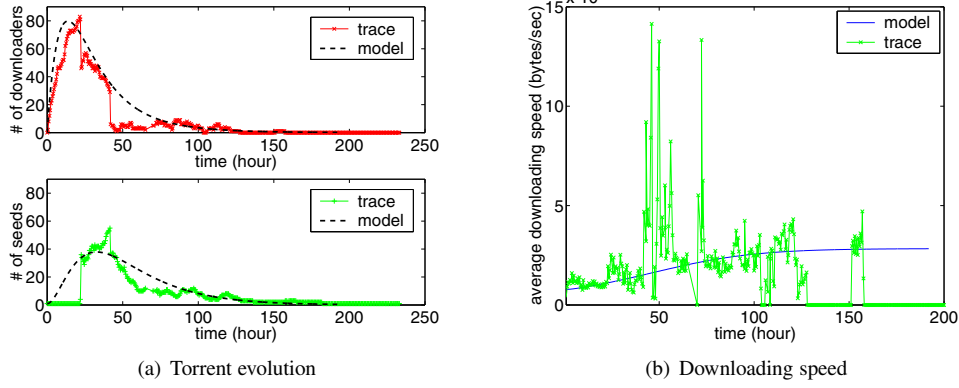 80
60
40
20
0
# of downloaders
trace
model
0 50 100 150 200 250
time (hour)
80
60
40
20
0
# of seeds
trace
model
0 50 100 150 200 250
time (hour)
(a) Torrent evolution
15
10
5
0
average downloading speed (bytes/sec)
model
trace
50 100 150 200
time (hour)
(b) Downloading speed